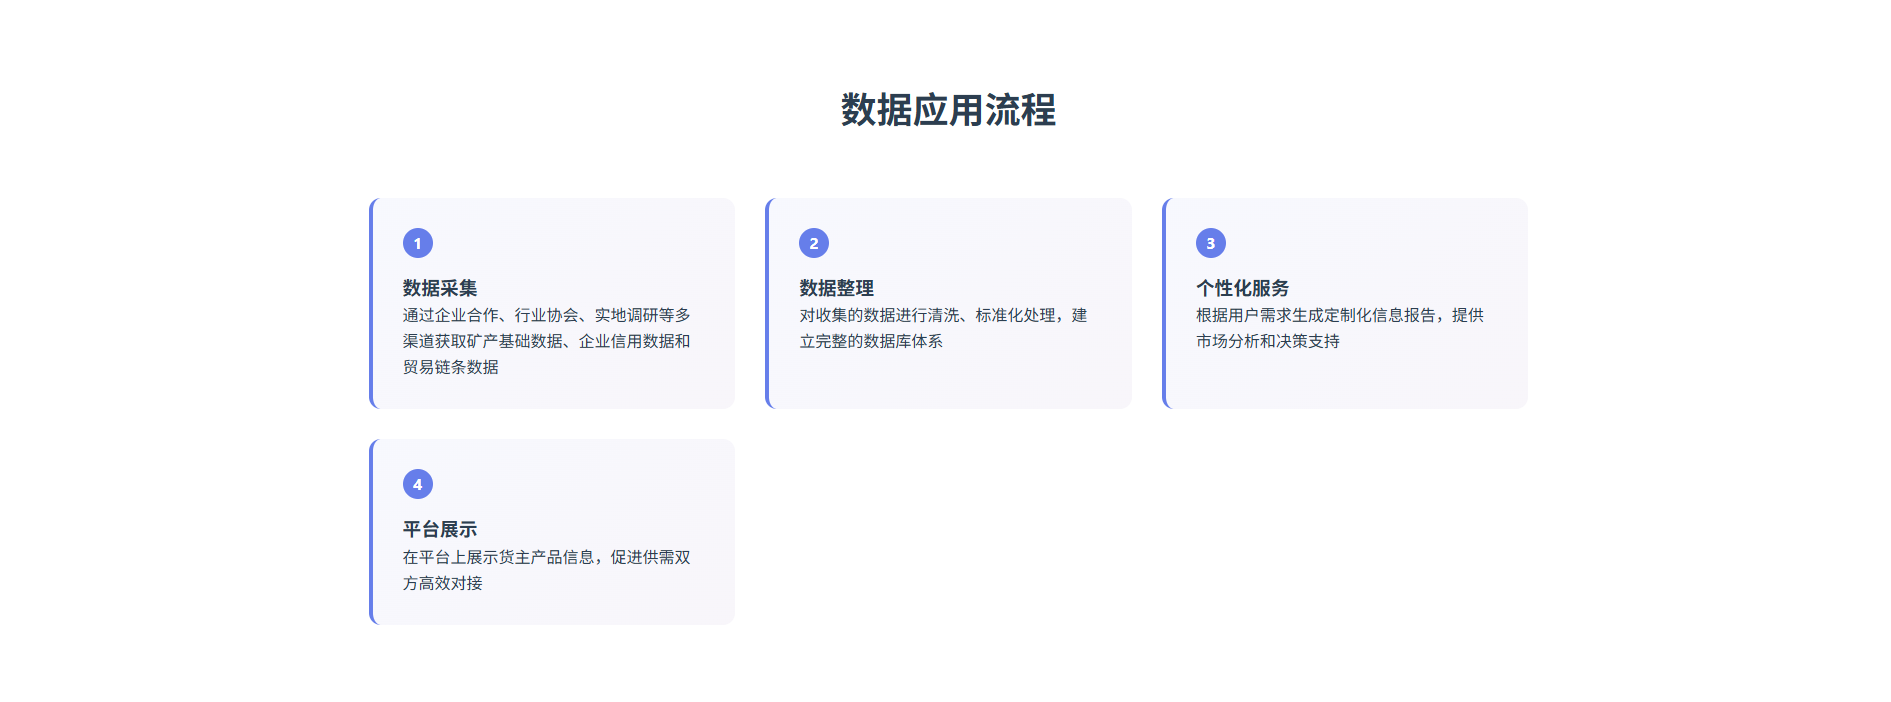 数据应用流程
1
数据采集
通过企业合作、行业协会、实地调研等多
渠道获取矿产基础数据、企业信用数据和
贸易链条数据
2
数据整理
对收集的数据进行清洗、标准化处理，建
立完整的数据库体系
3
个性化服务
根据用户需求生成定制化信息报告，提供
市场分析和决策支持
4
平台展示
在平台上展示货主产品信息，促进供需双
方高效对接